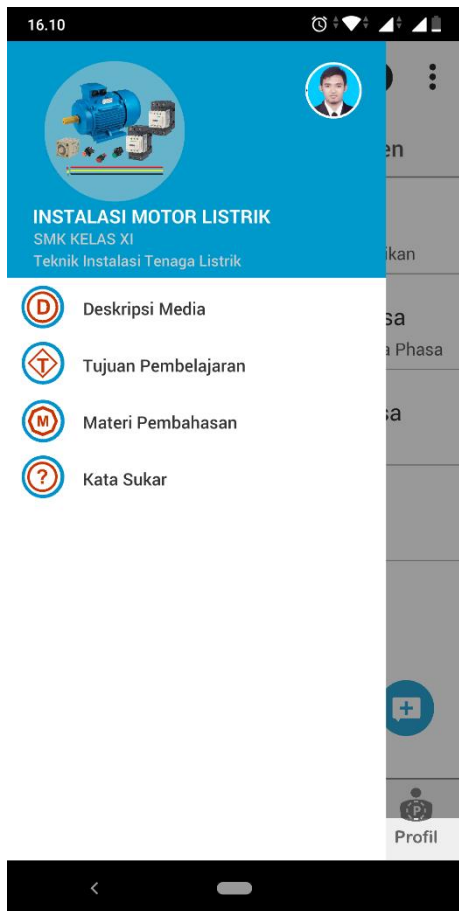 16.10
INSTALASI MOTOR LISTRIK
SMK KELAS XI
Teknik Instalasi Tenaga Listrik
D
Deskripsi Media
T
Tujuan Pembelajaran
M
Materi Pembahasan
?
Kata Sukar
en
ikan
sa
a Phasa
sa
P
Profil